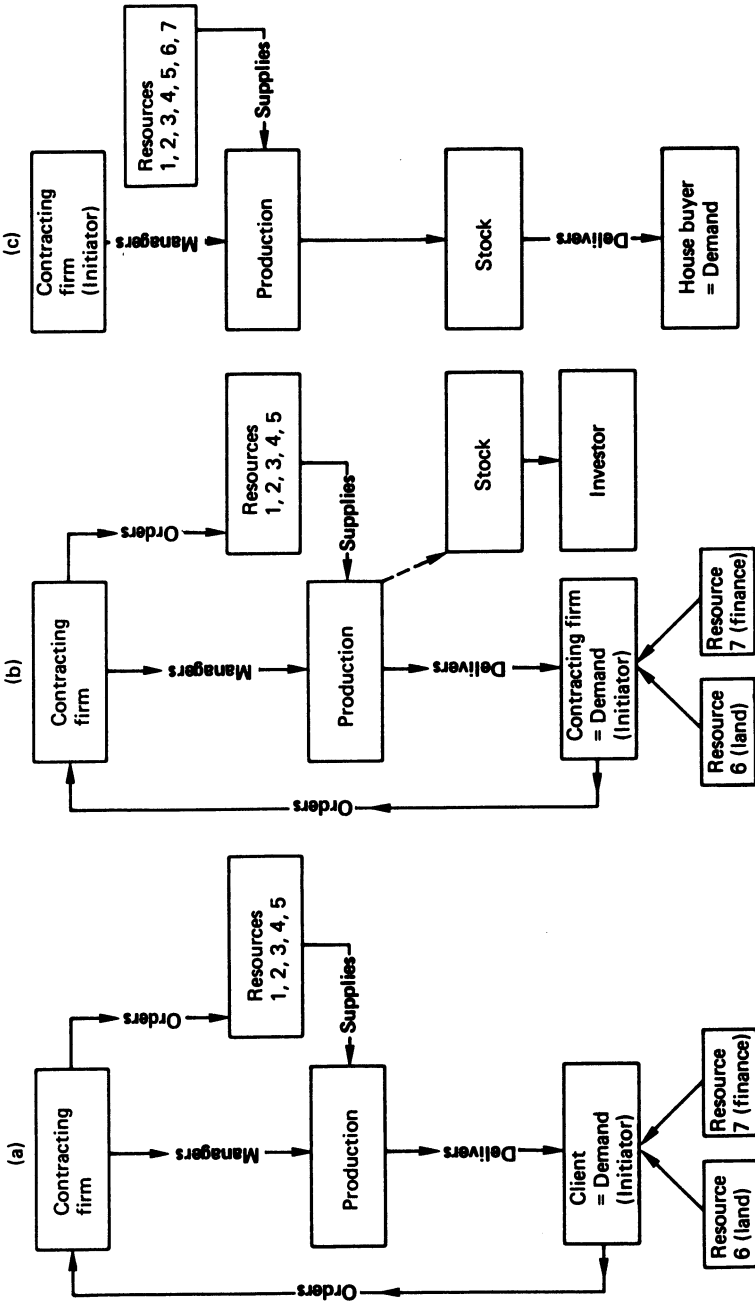 (a)
Contracting
firm
Orders
Managers
Orders
Resources
1, 2, 3, 4, 5
Supplies
Production
Delivers
Client
= Demand
(Initiator)
Resource
6 (land)
Resource
7 (finance)
(b)
Contracting
firm
Orders
Managers
Orders
Resources
1, 2, 3, 4, 5
Supplies
Production
Delivers
Stock
Investor
Contracting firm
= Demand
(Initiator)
Resource
6 (land)
Resource
7 (finance)
(c)
Contracting
firm
(Initiator)
Managers
Resources
1, 2, 3, 4, 5, 6, 7
Supplies
Production
Stock
Delivers
House buyer
= Demand